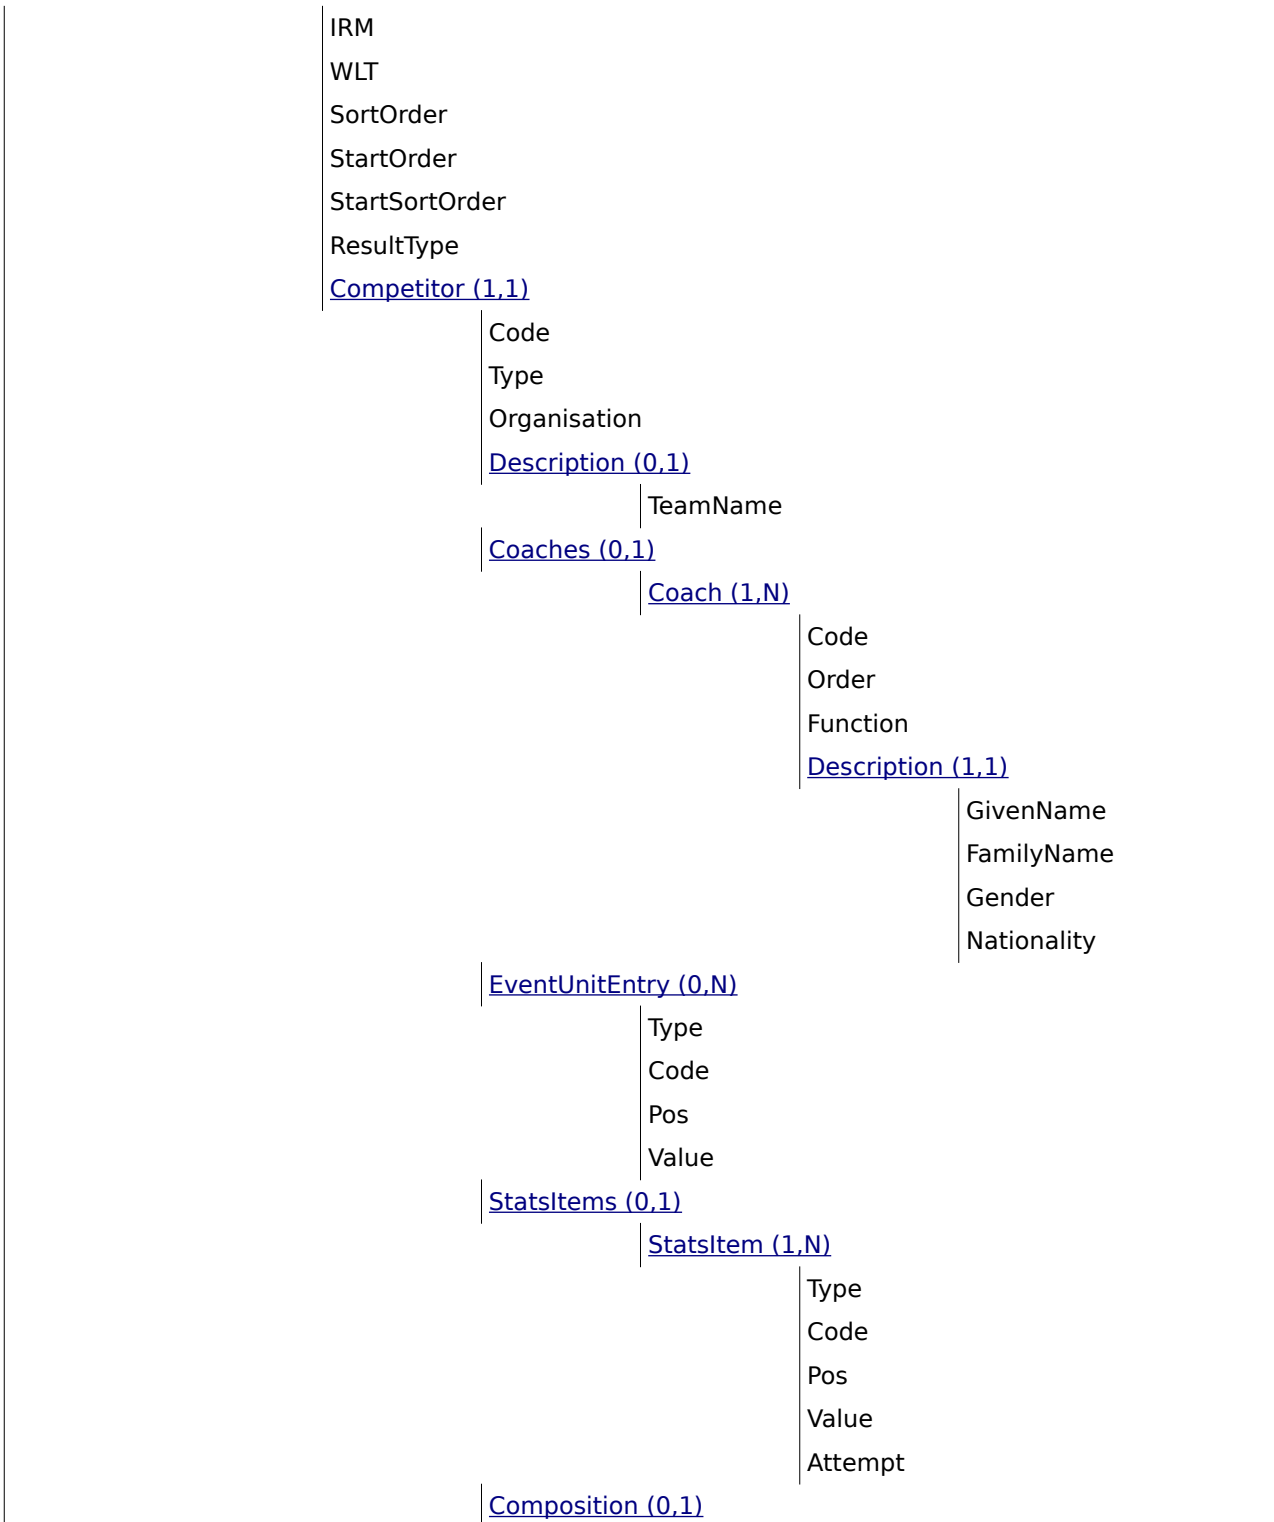 IRM
WLT
SortOrder
StartOrder
StartSortOrder
ResultType
Competitor (1,1)
Code
Type
Organisation
Description (0,1)
TeamName
Coaches (0,1)
Coach (1,N)
Code
Order
Function
Description (1,1)
GivenName
FamilyName
Gender
Nationality
EventUnitEntry (0,N)
Type
Code
Pos
Value
StatsItems (0,1)
StatsItem (1,N)
Type
Code
Pos
Value
Attempt
Composition (0,1)